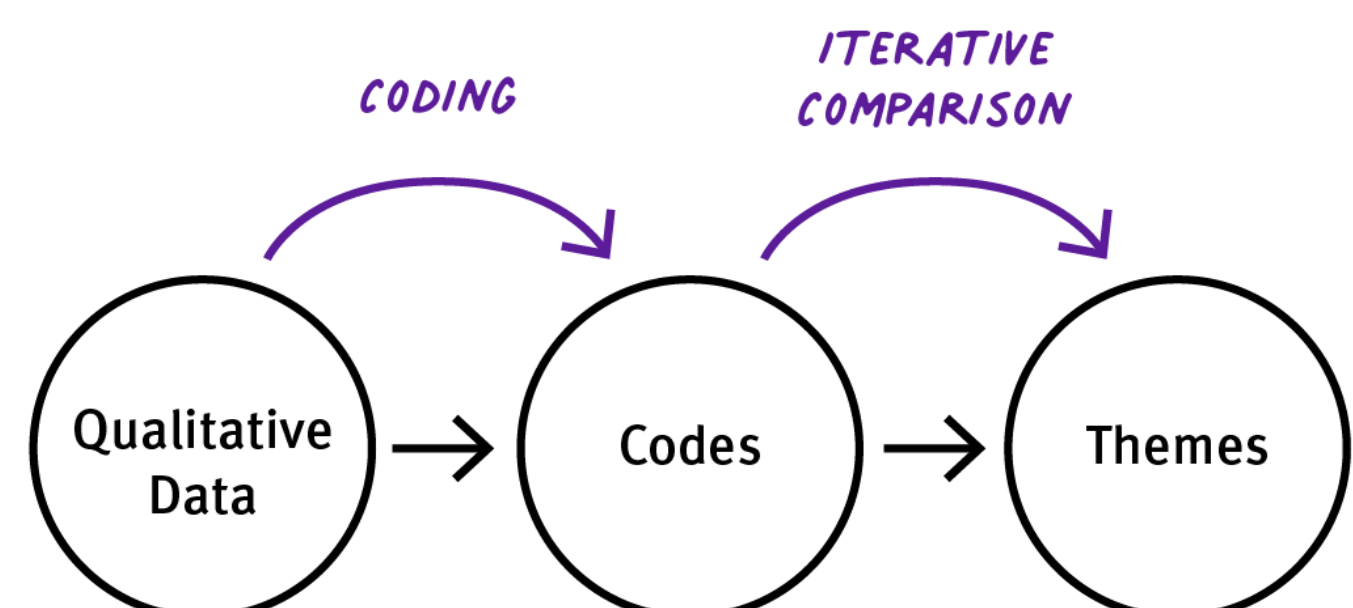 CODING
ITERATIVE
COMPARISON
Qualitative
Data
Codes
Themes